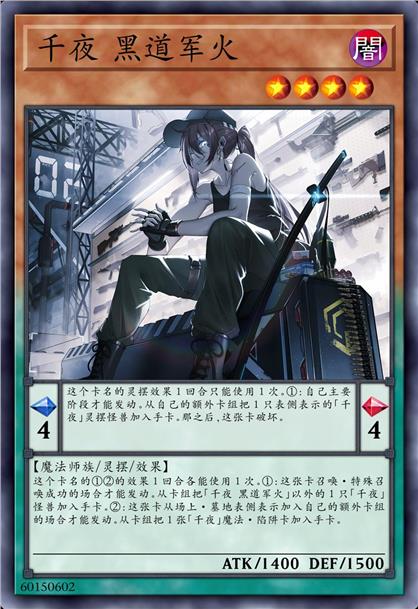 千夜 黑道军火
闇
02
这个卡名的灵摆效果1回合只能使用1次。①:自己主要
阶段才能发动。从自己的额外卡组把1只表侧表示的「千
夜」灵摆怪兽加入手卡。那之后,这张卡破坏。
4
4
【魔法师族/灵摆/效果】
这个卡名的①②的效果1回合各能使用1次。①:这张卡召唤·特殊召
唤成功的场合才能发动。从卡组把「千夜 黑道军火」以外的1只「千夜」
怪兽加入手卡。②:这张卡从场上·墓地表侧表示加入自己的额外卡组
的场合才能发动。从卡组把1张「千夜」魔法·陷阱卡加入手卡。
ATK/1400 DEF/1500
60150602